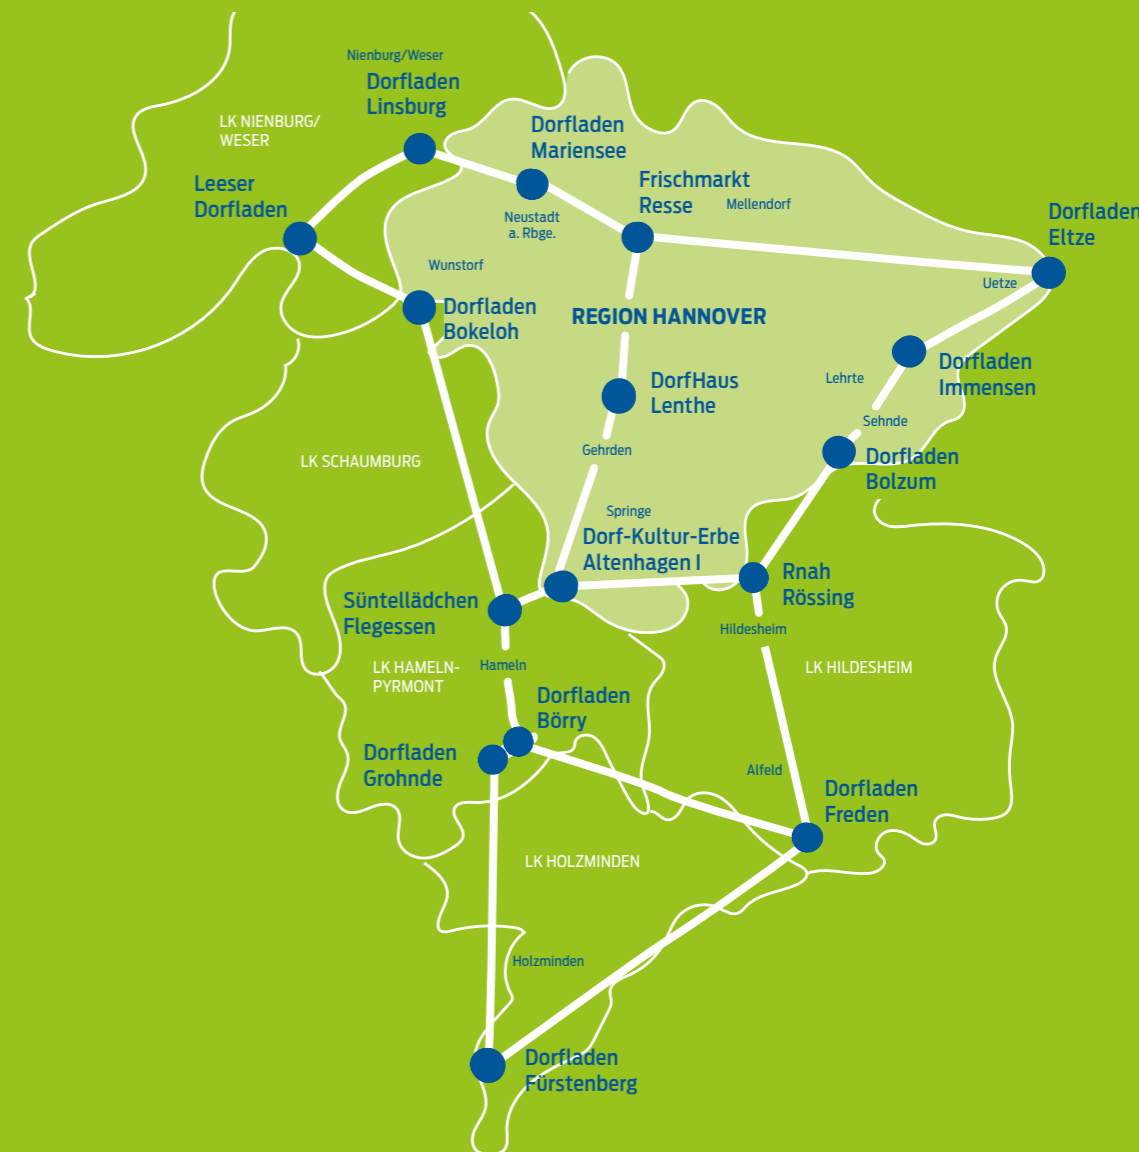 Nienburg/Weser
Dorfladen
Linsburg
LK NIENBURG/
WESER
Dorfladen
Mariensee
Leeser
Dorfladen
Frischmarkt
Resse
Mellendorf
Neustadt
a. Rbge.
Dorfladen
Eltze
Wunstorf
Uetze
Dorfladen
Bokeloh
REGION HANNOVER
Dorfladen
Immensen
DorfHaus
Lenthe
Lehrte
Sehnde
Gehrden
LK SCHAUMBURG
Dorfladen
Bolzum
Springe
Dorf-Kultur-Erbe
Altenhagen I
Rnah
Rössing
Süntellädchen
Flegessen
Hildesheim
LK HAMELN-
PYRMONT
Hameln
LK HILDESHEIM
Dorfladen
Börry
Dorfladen
Grohnde
Alfeld
Dorfladen
Freden
LK HOLZMINDEN
Holzminden
Dorfladen
Fürstenberg